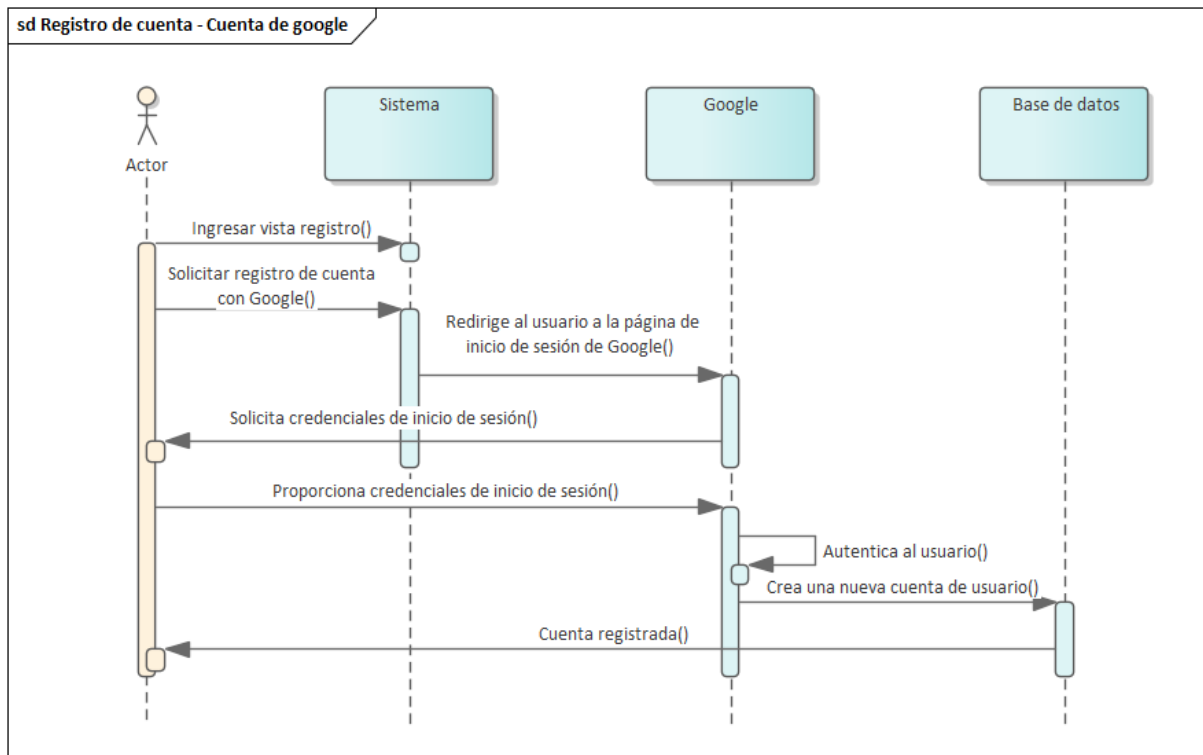 sd Registro de cuenta - Cuenta de google
Actor
Sistema
Google
Base de datos
Ingresar vista registro()
Solicitar registro de cuenta
con Google()
Redirige al usuario a la página de
inicio de sesión de Google()
Solicita credenciales de inicio de sesión()
Proporciona credenciales de inicio de sesión()
Autentica al usuario()
Crea una nueva cuenta de usuario()
Cuenta registrada()